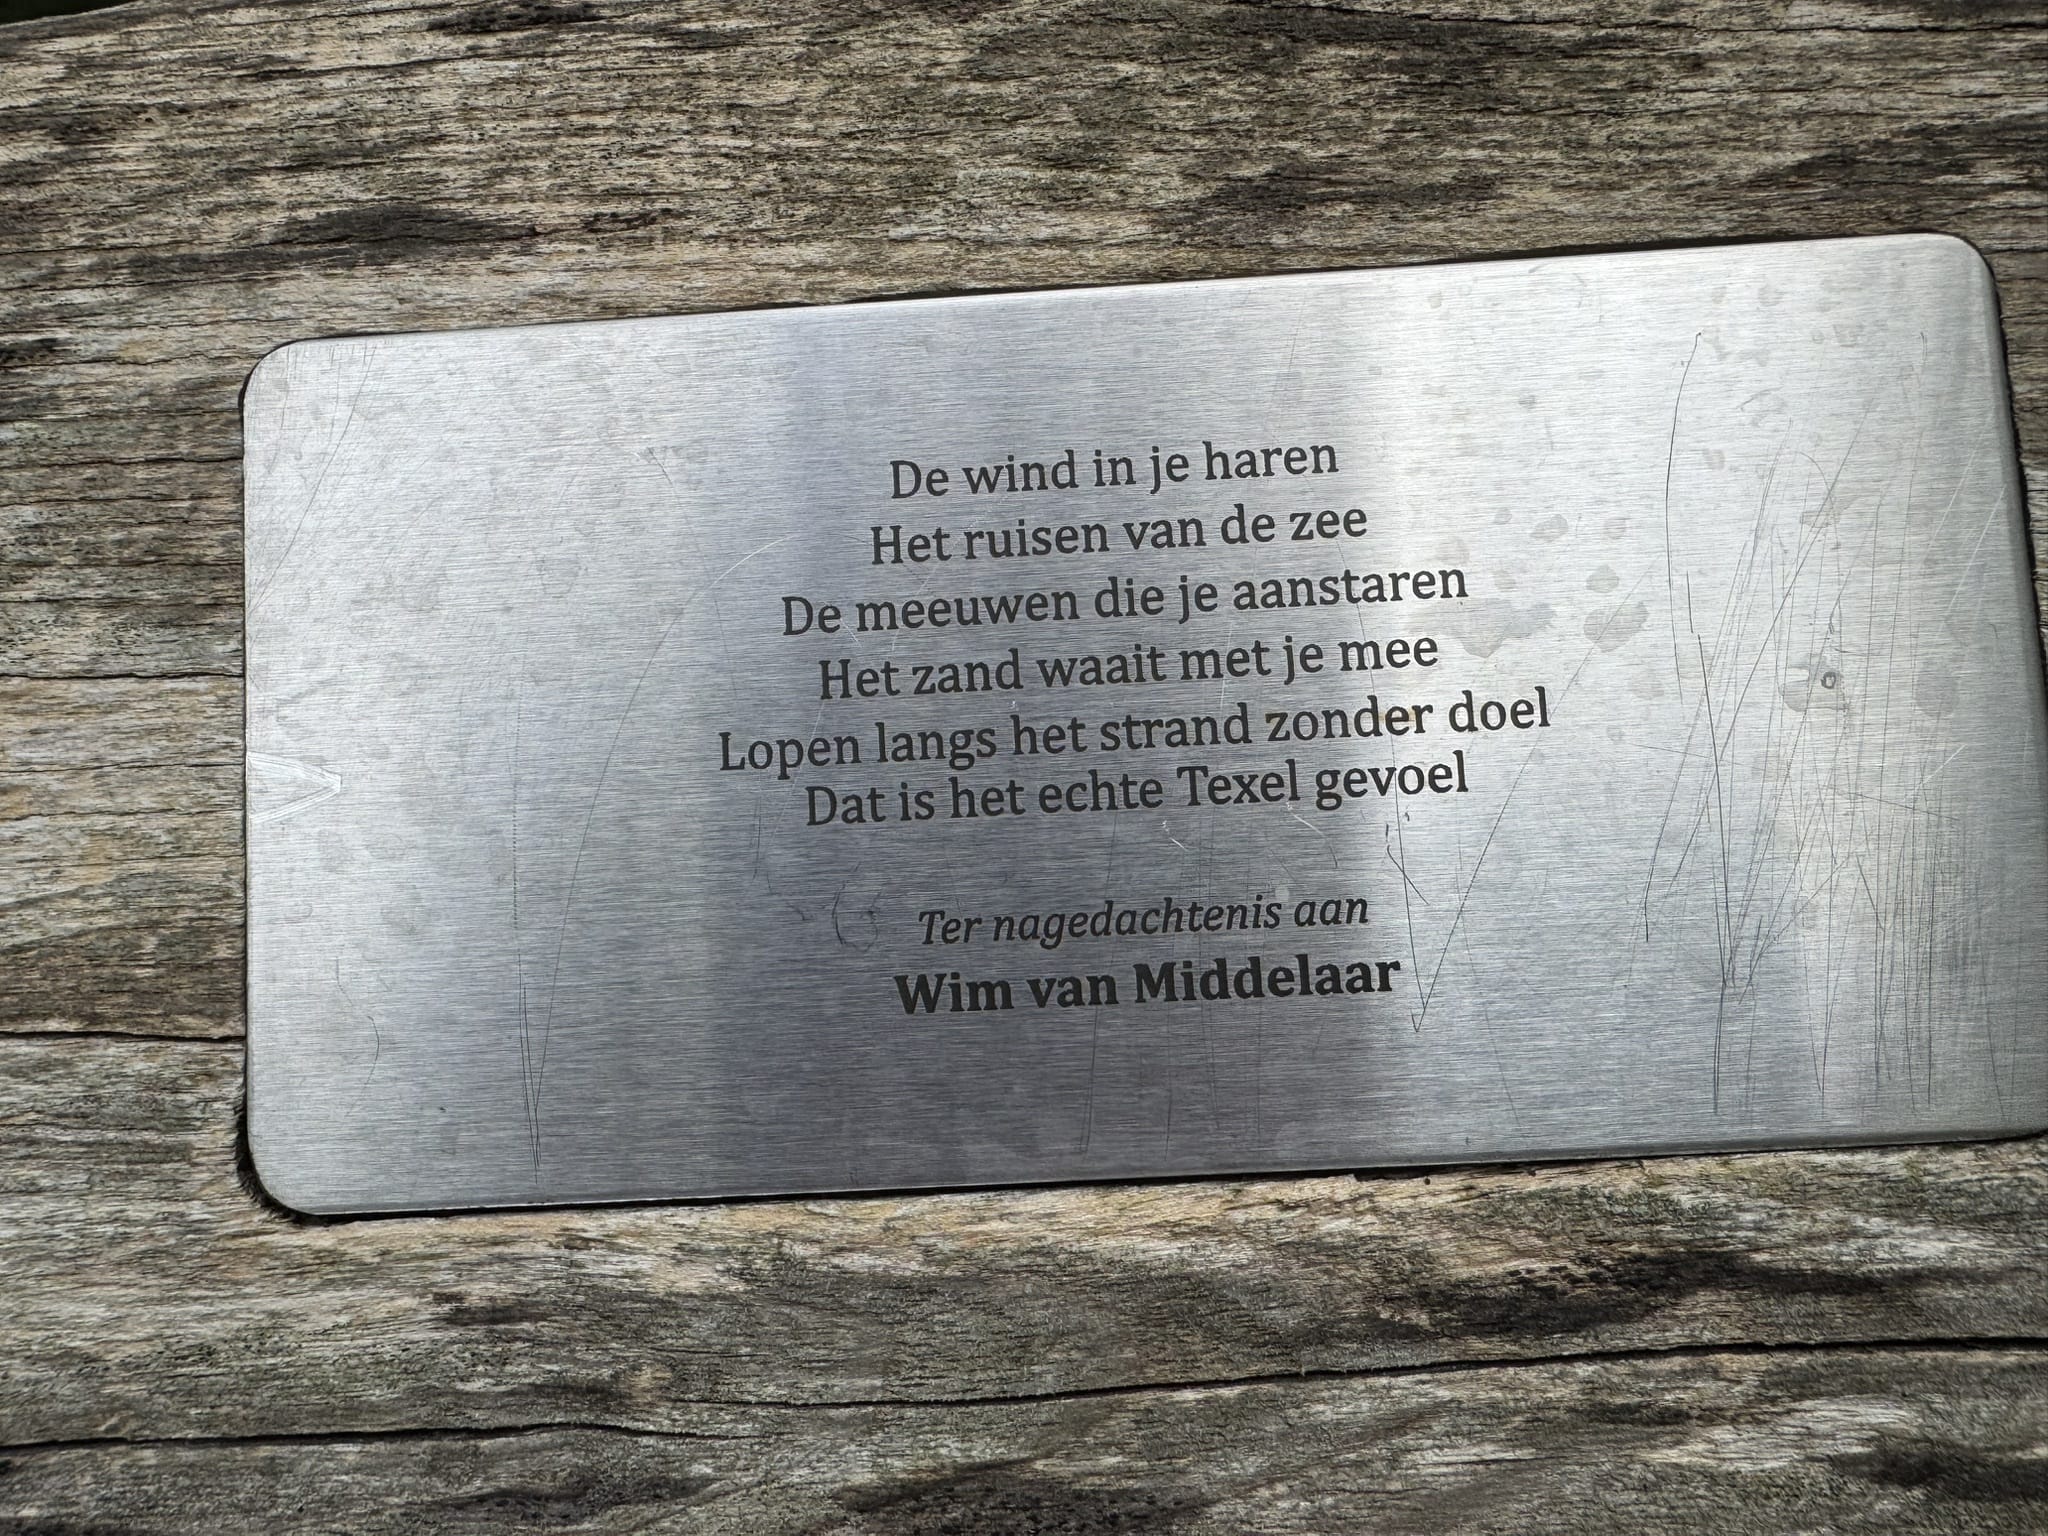 De wind in je haren
Het ruisen van de zee
De meeuwen die je aanstaren
Het zand waait met je mee
Lopen langs het strand zonder doel
Dat is het echte Texel gevoel
Ter nagedachtenis aan
Wim van Middelaar